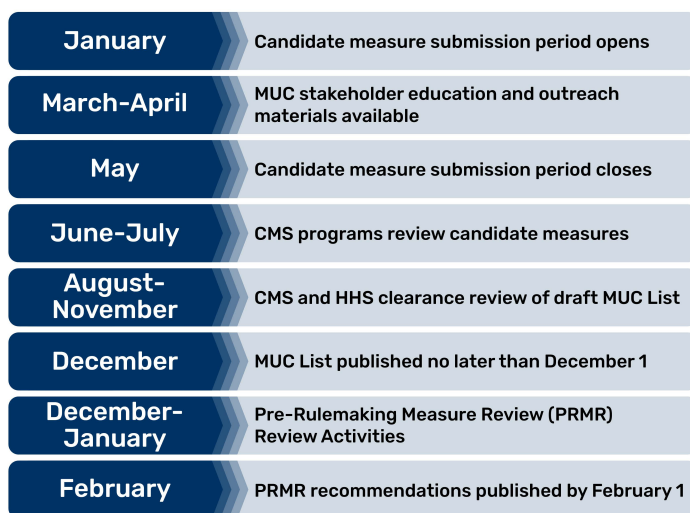 January
Candidate measure submission period opens
March-April
MUC stakeholder education and outreach
materials available
May
Candidate measure submission period closes
June-July
CMS programs review candidate measures
August-
November
CMS and HHS clearance review of draft MUC List
December
MUC List published no later than December 1
December-
January
Pre-Rulemaking Measure Review (PRMR)
Review Activities
February
PRMR recommendations published by February 1